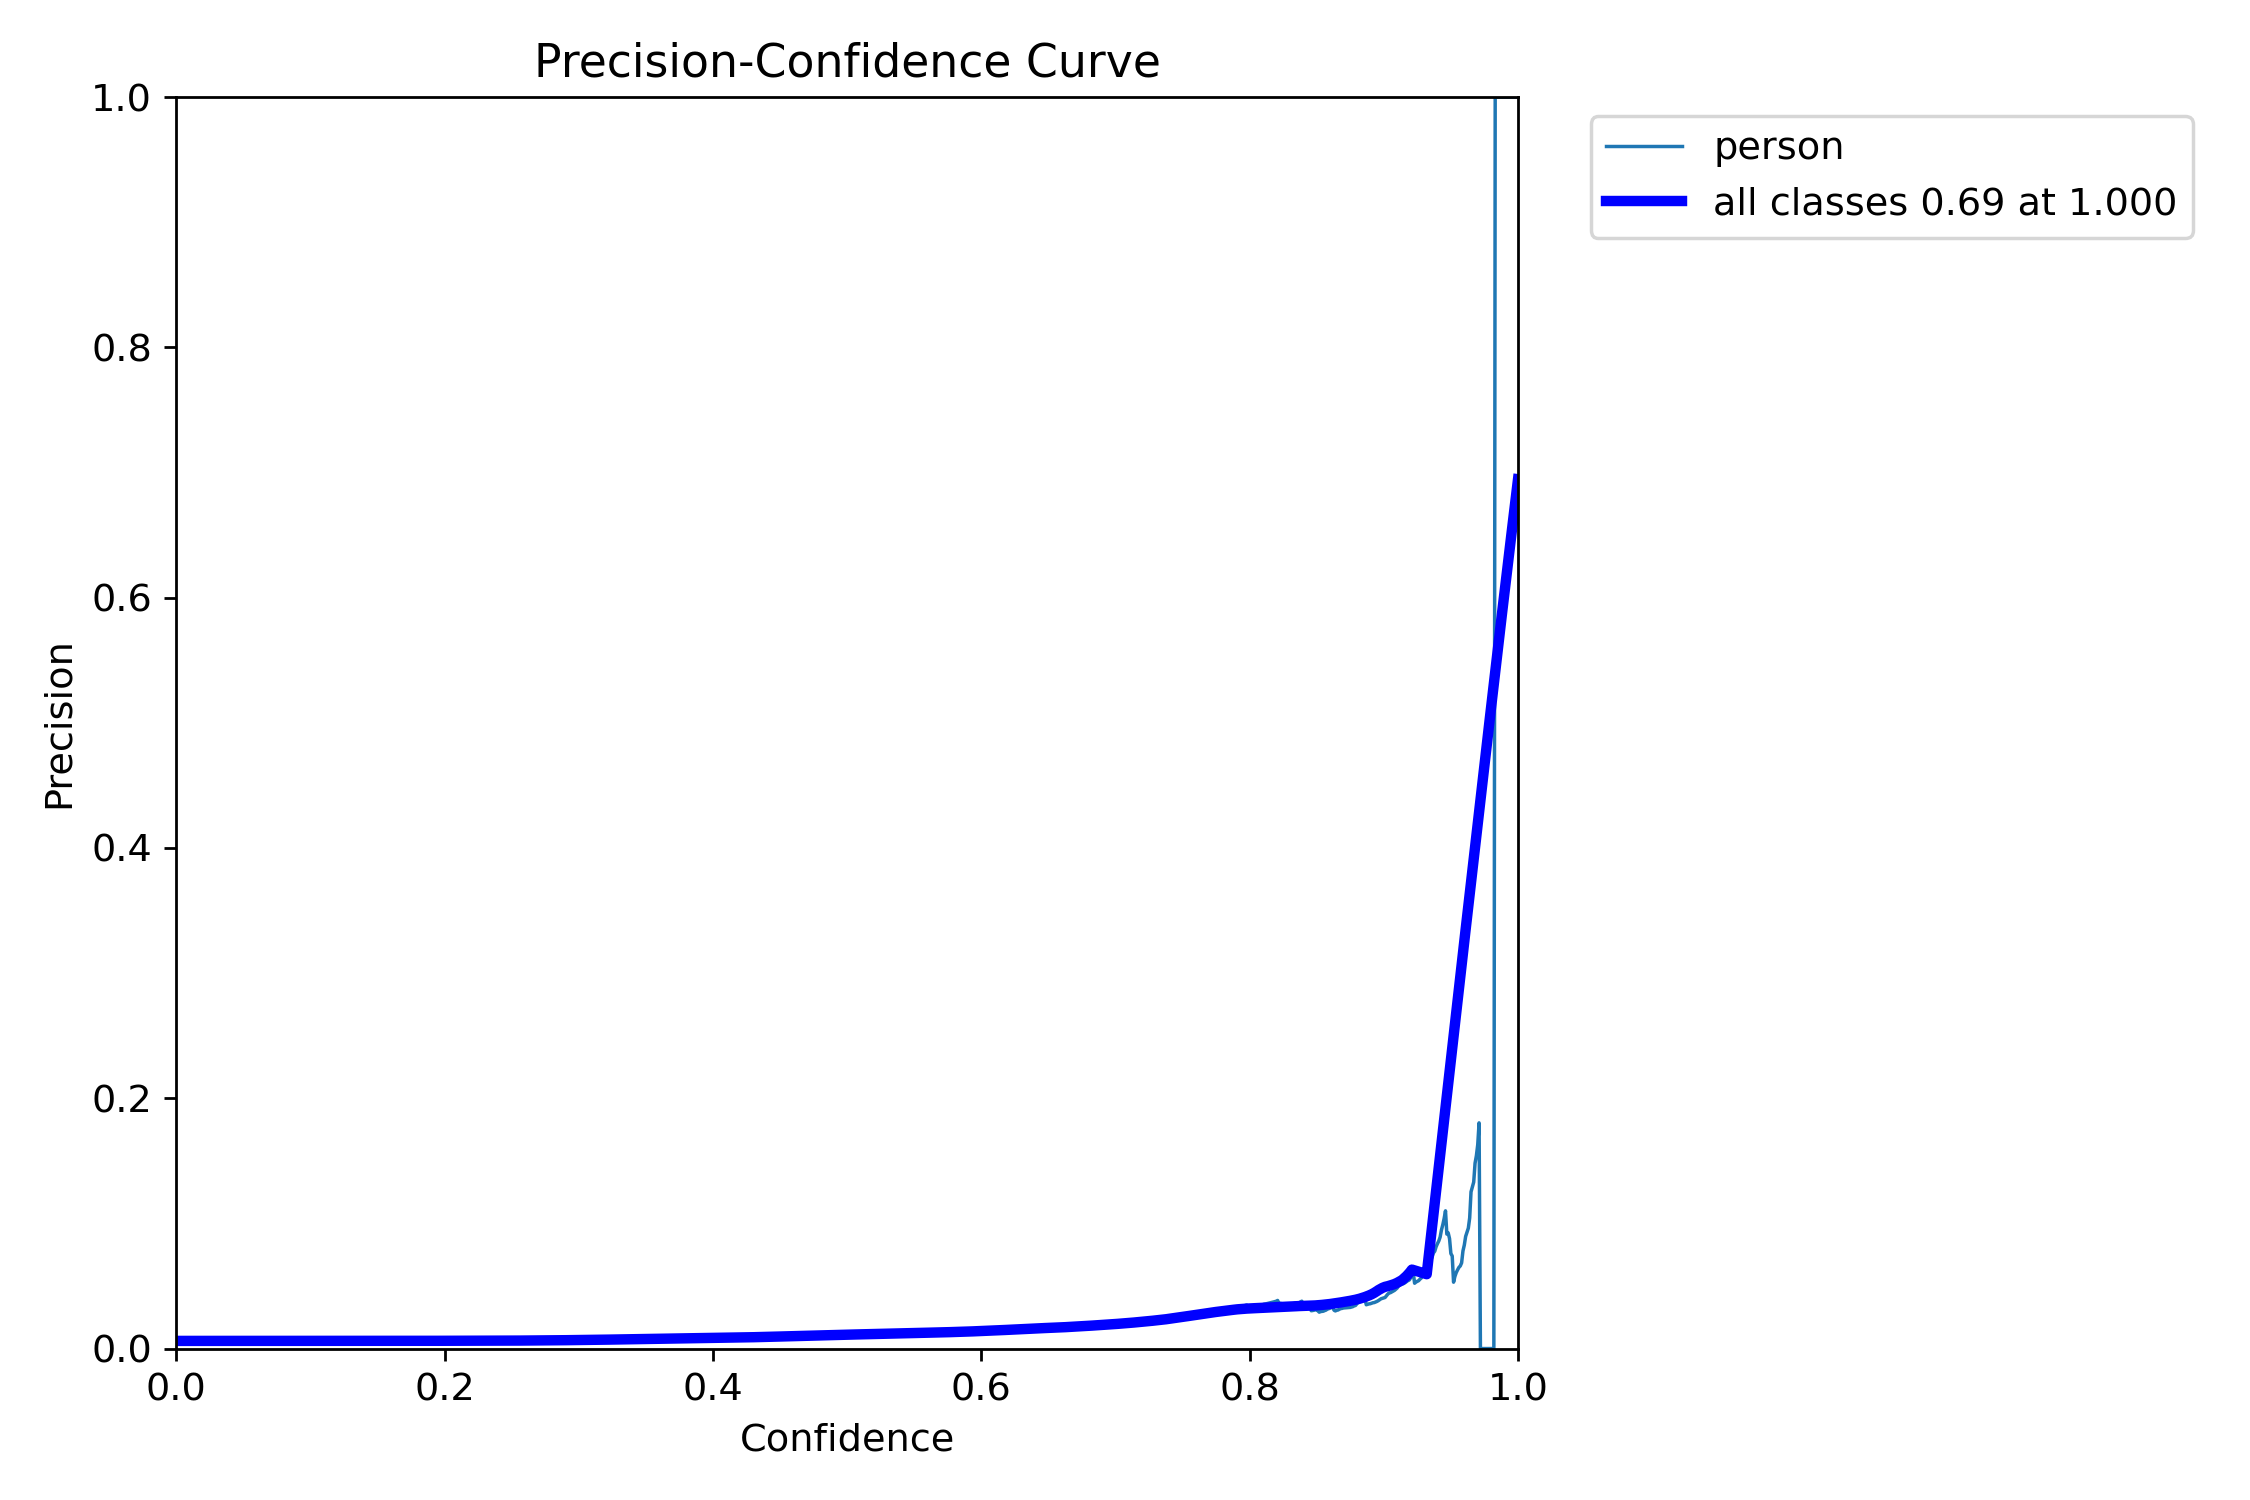 Precision-Confidence Curve
1.0
0.8
0.6
0.4
0.2
0.0
Precision
0.0 0.2 0.4 0.6 0.8 1.0
Confidence
person
all classes 0.69 at 1.000